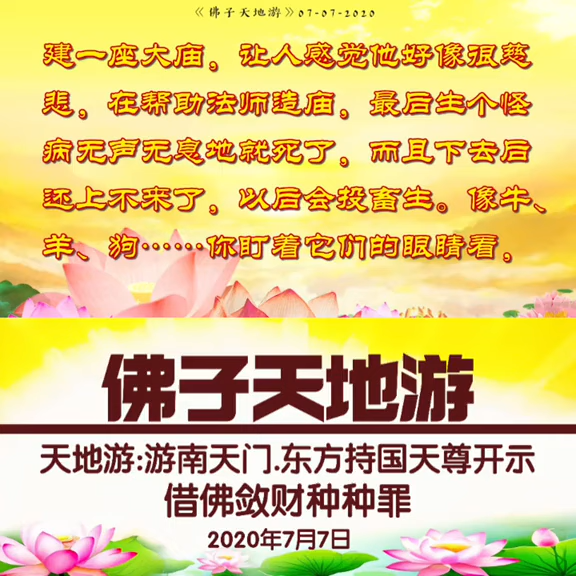 《佛子天地游》07-07-2020
建一座大庙，让人感觉他好像很慈
悲，在帮助法师造庙，最后生个怪
病无声无息地就死了，而且下去后
还上不来了，以后会投畜生。像牛、
羊、狗……你盯着它们的眼睛看，
佛子天地游
天地游:游南天门.东方持国天尊开示
借佛敛财种种罪
2020年7月7日